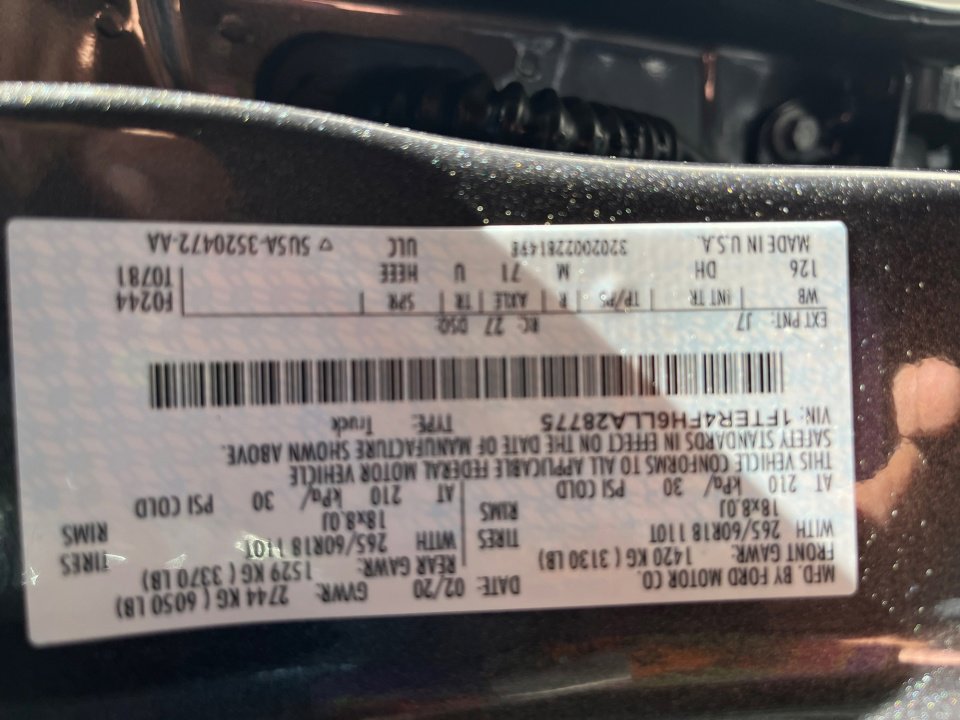 MFD. BY FORD MOTOR CO. DATE: 02/20 GVWR: 2744 KG ( 6050 LB)
FRONT GAWR: 1420 KG ( 3130 LB) REAR GAWR: 1529 KG ( 3370 LB)
WITH 265/60R18 110T TIRES WITH 265/60R18 110T TIRES
18x8.0J RIMS 18x8.0J RIMS
AT 210 kPa/ 30 PSI COLD AT 210 kPa/ 30 PSI COLD
THIS VEHICLE CONFORMS TO ALL APPLICABLE FEDERAL MOTOR VEHICLE
SAFETY STANDARDS IN EFFECT ON THE DATE OF MANUFACTURE SHOWN ABOVE.
VIN: 1FTER4FH6LLA28775 TYPE: Truck
EXT PNT: J7 RC: 27 DSO:
WB INT TR TP/PS R AXLE TR SPR F0244
126 DH M 71 U HEEE T0781
MADE IN U.S.A. ULC 5USA-3520472-AA